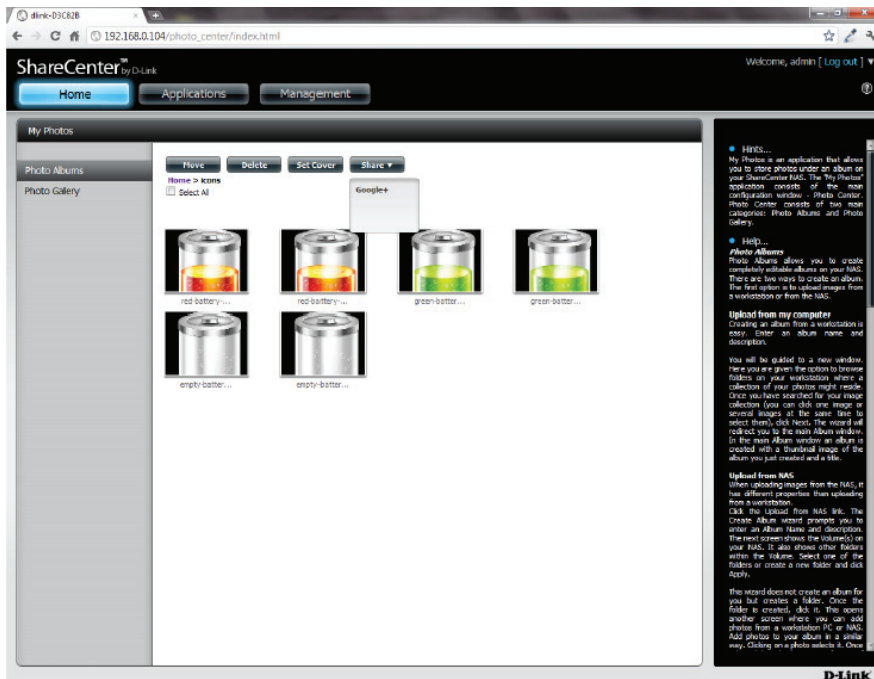 dlink-D3C82B
192.168.0.104/photo_center/index.html
ShareCenter™ by D-Link
Welcome, admin [ Log out ]
Home Applications Management
My Photos
Photo Albums
Photo Gallery
Move Delete Set Cover Share ▼
Home > icons
Select All
Google+
red-battery-... red-battery-... green-batter... green-batter...
empty-batter... empty-batter...
Hints...
My Photos is an application that allows
you to store photos under an album on
your ShareCenter NAS. The "My Photos"
application consists of the main
configuration window - Photo Center.
Photo Center consists of two main
categories: Photo Albums and Photo
Gallery.
Help...
Photo Albums
Photo Albums allows you to create
completely editable albums on your NAS.
There are two ways to create an album.
The first option is to upload images from
a workstation or from the NAS.
Upload from my computer
Creating an album from a workstation is
easy. Enter an album name and
description.
You will be guided to a new window.
Here you are given the option to browse
folders on your workstation where a
collection of your photos might reside.
Once you have searched for your image
collection (you can click one image or
several images at the same time to
select them), click Next. The wizard will
redirect you to the main Album window.
In the main Album window an album is
created with a thumbnail image of the
album you just created and a title.
Upload from NAS
When uploading images from the NAS, it
has different properties than uploading
from a workstation.
Click the Upload from NAS link. The
Create Album wizard prompts you to
enter an Album Name and description.
The next screen shows the Volume(s) on
your NAS. It also shows other folders
within the Volume. Select one of the
folders or create a new folder and click
Apply.
This wizard does not create an album for
you but creates a folder. Once the
folder is created, click it. This opens
another screen where you can add
photos from a workstation PC or NAS.
Add photos to your album in a similar
way. Clicking on a photo selects it. Once
D-Link